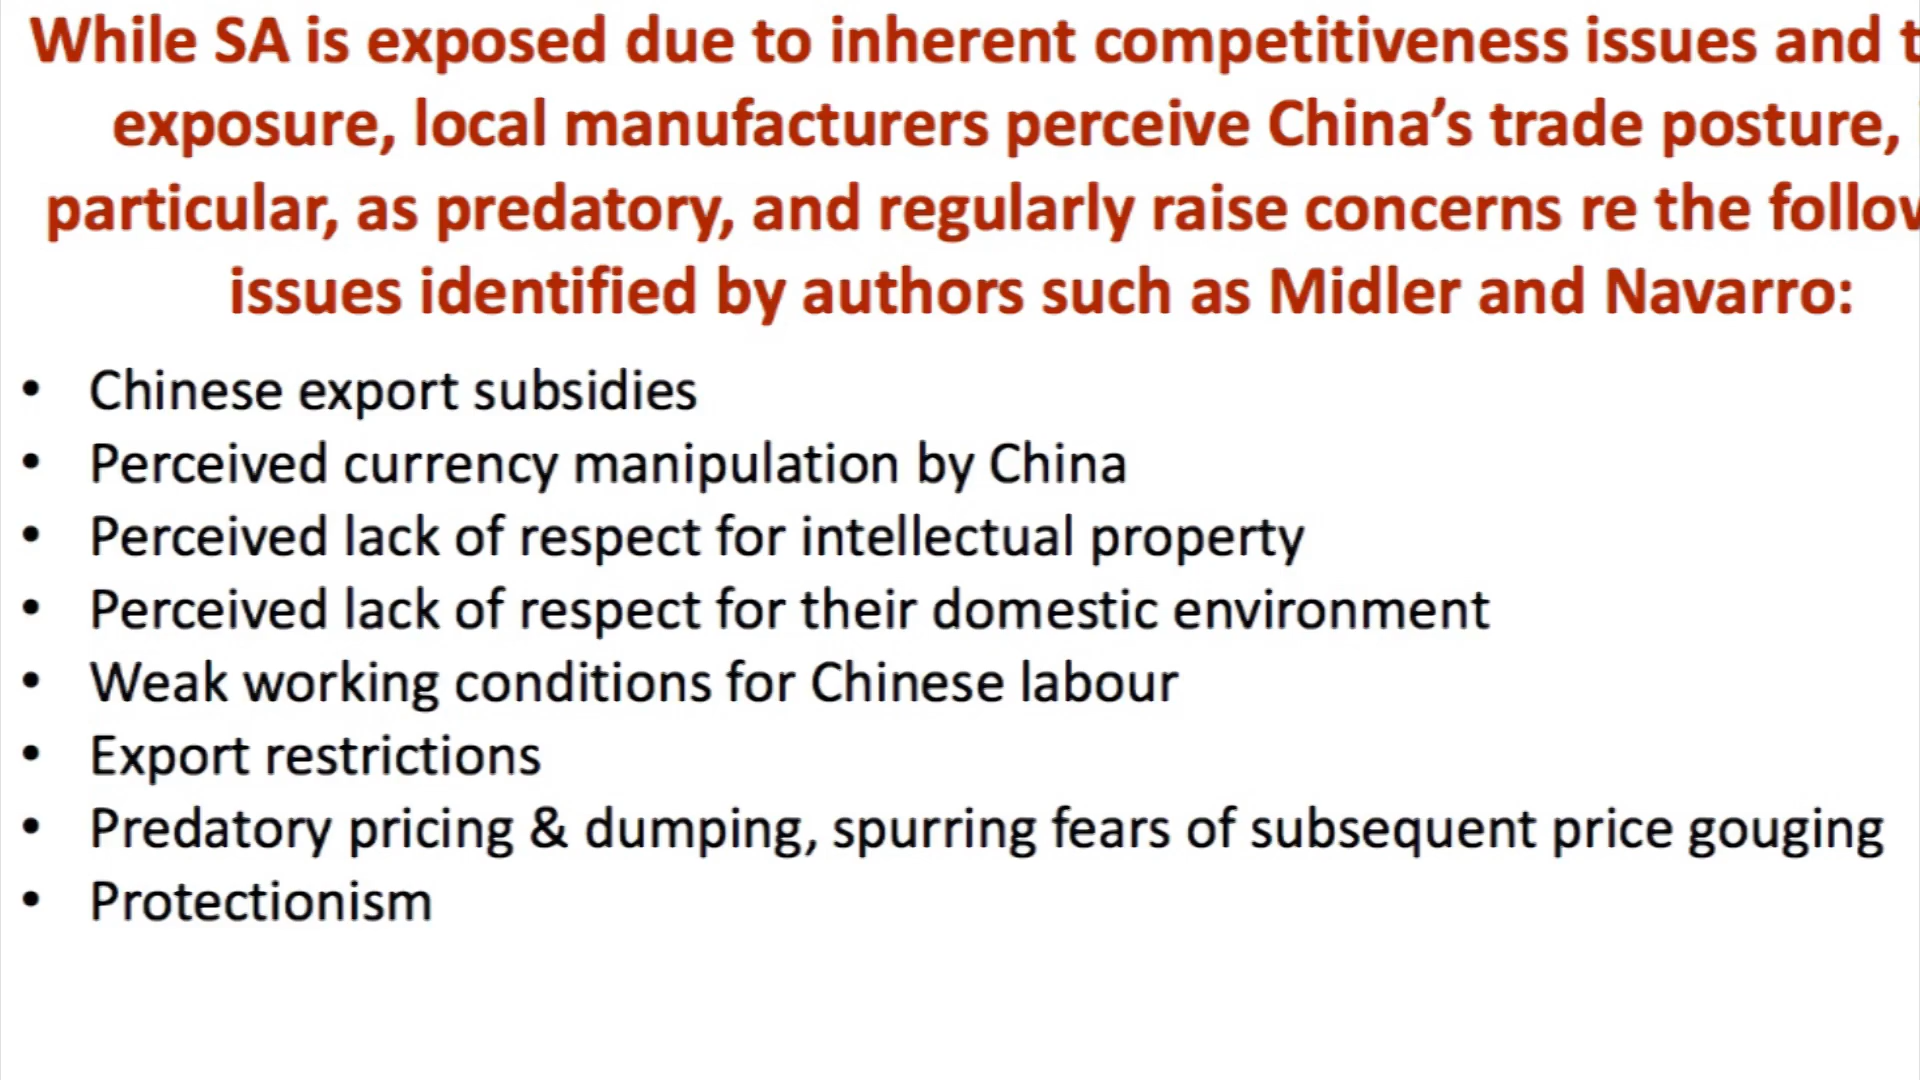 While SA is exposed due to inherent competitiveness issues and
exposure, local manufacturers perceive China’s trade posture,
particular, as predatory, and regularly raise concerns re the
issues identified by authors such as Midler and Navarro:
• Chinese export subsidies
• Perceived currency manipulation by China
• Perceived lack of respect for intellectual property
• Perceived lack of respect for their domestic environment
• Weak working conditions for Chinese labour
• Export restrictions
• Predatory pricing & dumping, spurring fears of subsequent price gouging
• Protectionism